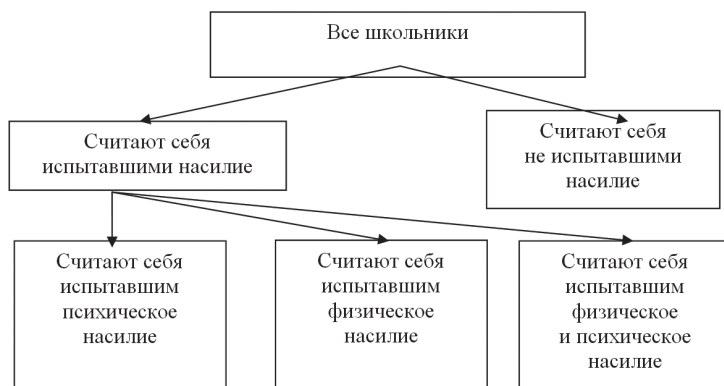 Все школьники
Считают себя
испытавшими насилие
Считают себя
не испытавшими
насилие
Считают себя
испытавшим
психическое
насилие
Считают себя
испытавшим
физическое
насилие
Считают себя
испытавшим
физическое
и психическое
насилие